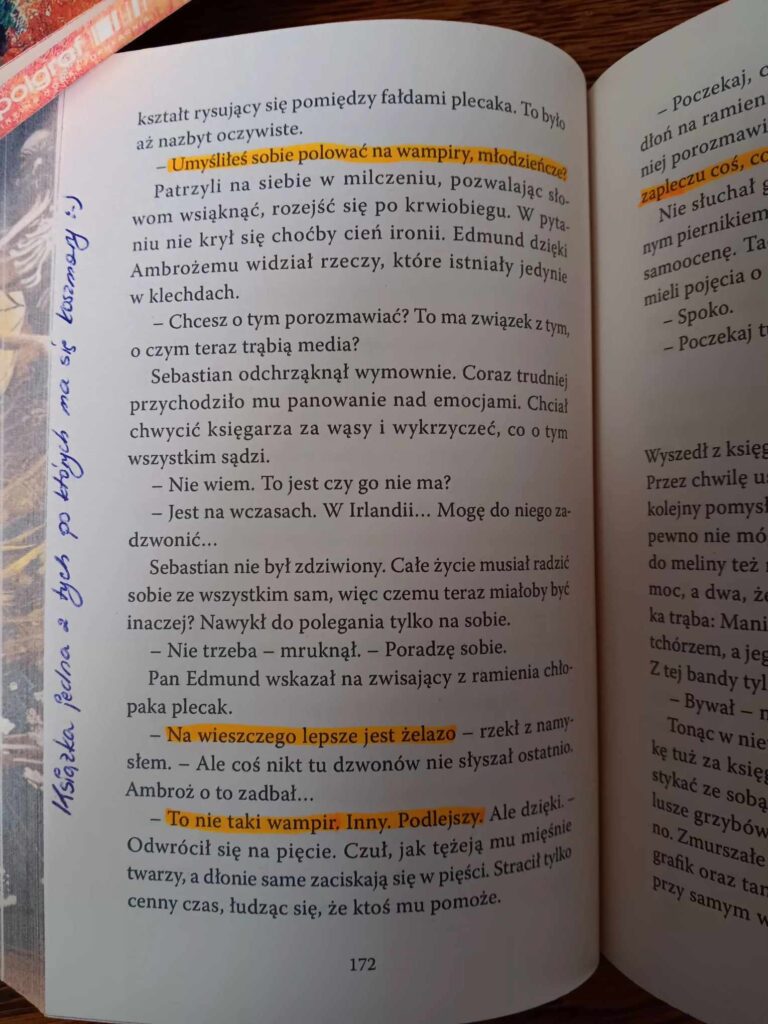 polgraf
Książka jedna z tych po których ma się koszmary :-)
kształt rysujący się pomiędzy fałdami plecaka. To było
aż nazbyt oczywiste.
– Umyśliłeś sobie polować na wampiry, młodzieńcze?
Patrzyli na siebie w milczeniu, pozwalając sło-
wom wsiąknąć, rozejść się po krwiobiegu. W pyta-
niu nie krył się choćby cień ironii. Edmund dzięki
Ambrożemu widział rzeczy, które istniały jedynie
w klechdach.
– Chcesz o tym porozmawiać? To ma związek z tym,
o czym teraz trąbią media?
Sebastian odchrząknął wymownie. Coraz trudniej
przychodziło mu panowanie nad emocjami. Chciał
chwycić księgarza za wąsy i wykrzyczeć, co o tym
wszystkim sądzi.
– Nie wiem. To jest czy go nie ma?
– Jest na wczasach. W Irlandii… Mogę do niego za-
dzwonić…
Sebastian nie był zdziwiony. Całe życie musiał radzić
sobie ze wszystkim sam, więc czemu teraz miałoby być
inaczej? Nawykł do polegania tylko na sobie.
– Nie trzeba – mruknął. – Poradzę sobie.
Pan Edmund wskazał na zwisający z ramienia chło-
paka plecak.
– Na wieszczego lepsze jest żelazo – rzekł z namy-
słem. – Ale coś nikt tu dzwonów nie słyszał ostatnio.
Ambroż o to zadbał…
– To nie taki wampir. Inny. Podlejszy. Ale dzięki. –
Odwrócił się na pięcie. Czuł, jak tężeją mu mięśnie
twarzy, a dłonie same zaciskają się w pięści. Stracił tylko
cenny czas, łudząc się, że ktoś mu pomoże.
172
– Poczekaj, c
dłoń na ramien
niej porozmawi
zapleczu coś, co
Nie słuchał g
nym piernikiem
samoocenę. Ta
mieli pojęcia o
– Spoko.
– Poczekaj tu
Wyszedł z księg
Przez chwilę u
kolejny pomysł
pewno nie mó
do meliny też
moc, a dwa, że
ka trąba: Mani
tchórzem, a jeg
Z tej bandy tyl
– Bywał – n
Tonąc w nie
kę tuż za księg
stykać ze sobą
lusze grzybów
no. Zmurszałe
grafik oraz tan
przy samym w